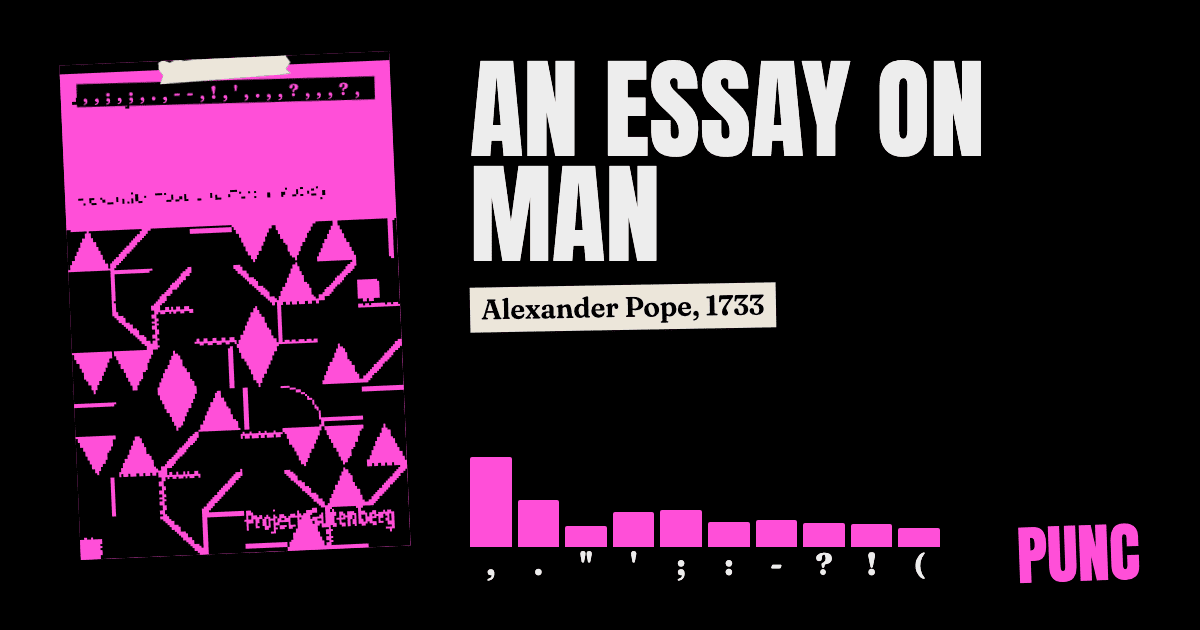 ,,;,;.,--,!,',.,,?,,,?,
Project Gutenberg
AN ESSAY ON
MAN
Alexander Pope, 1733
, . " ' ; : - ? ! (
PUNC